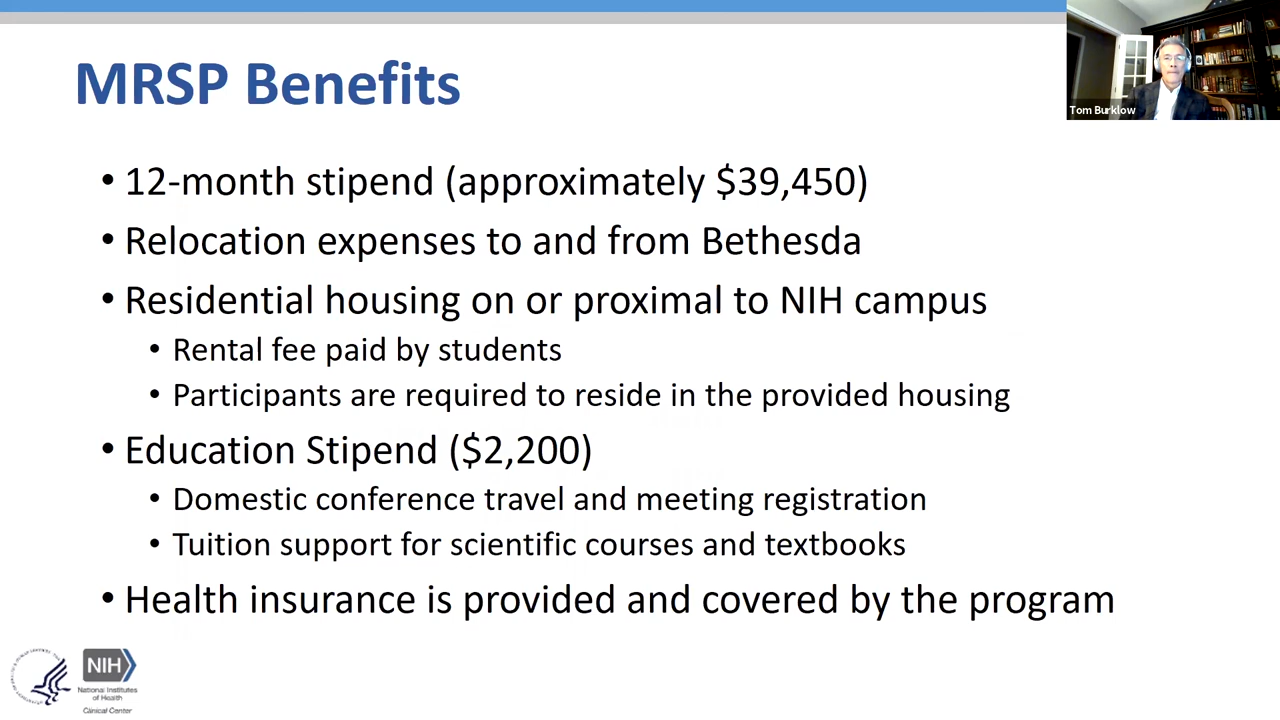 MRSP Benefits
Tom Burklow
• 12-month stipend (approximately $39,450)
• Relocation expenses to and from Bethesda
• Residential housing on or proximal to NIH campus
• Rental fee paid by students
• Participants are required to reside in the provided housing
• Education Stipend ($2,200)
• Domestic conference travel and meeting registration
• Tuition support for scientific courses and textbooks
• Health insurance is provided and covered by the program
NIH
National Institutes
of Health
Clinical Center